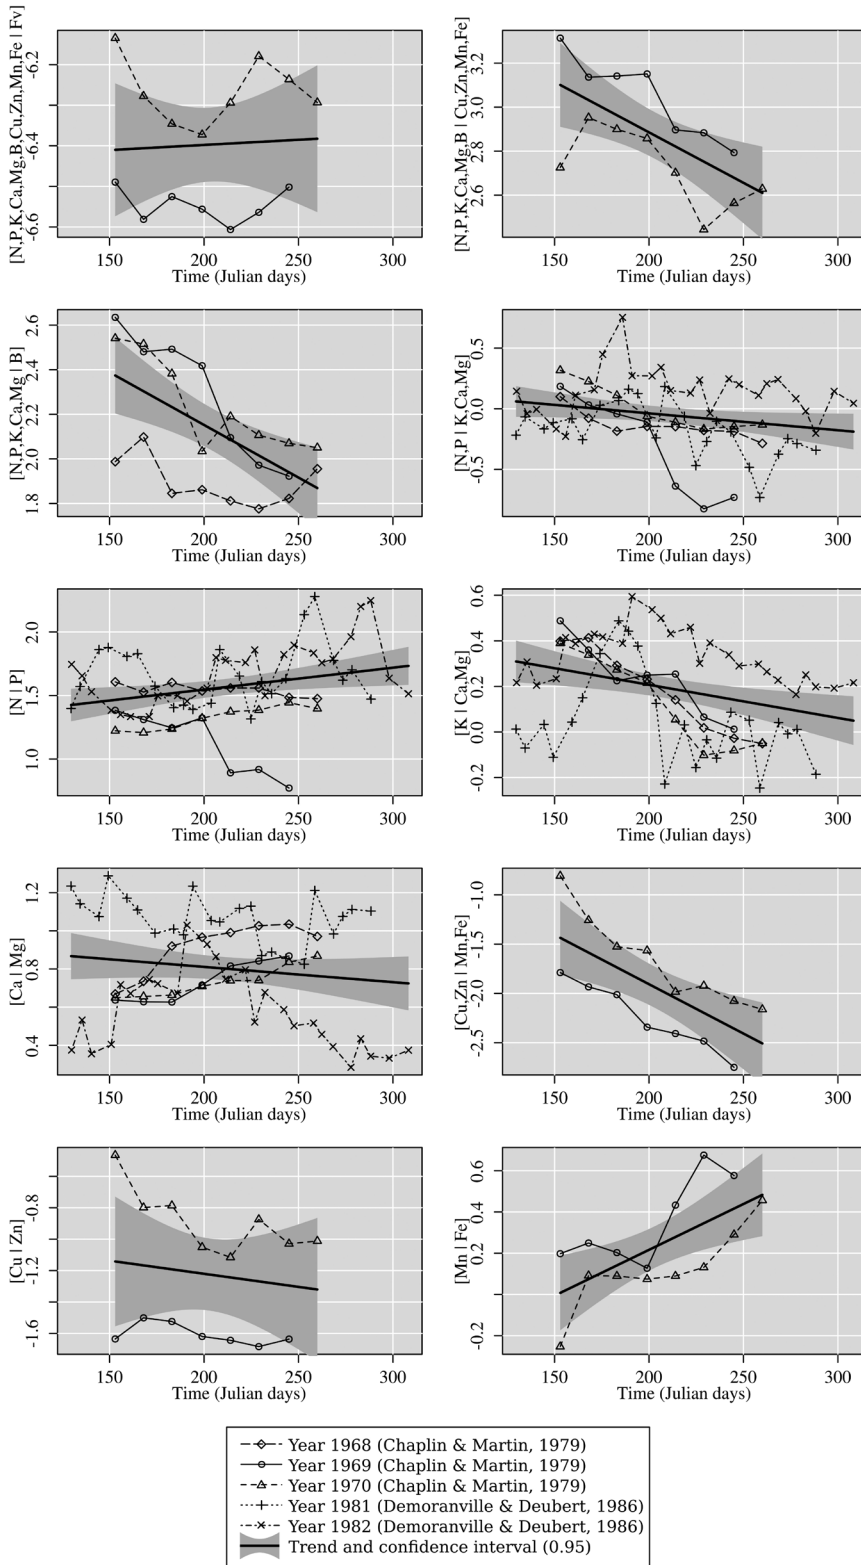 [N,P,K,Ca,Mg,B,Cu,Zn,Mn,Fe | Fv]
-6.2
-6.4
-6.6
150 200 250 300
Time (Julian days)
[N,P,K,Ca,Mg,B | Cu,Zn,Mn,Fe]
3.2
3.0
2.8
2.6
150 200 250 300
Time (Julian days)
[N,P,K,Ca,Mg | B]
2.6
2.4
2.2
2.0
1.8
150 200 250 300
Time (Julian days)
[N,P | K,Ca,Mg]
0.5
0.0
-0.5
150 200 250 300
Time (Julian days)
[N | P]
2.0
1.5
1.0
150 200 250 300
Time (Julian days)
[K | Ca,Mg]
0.6
0.4
0.2
0.0
-0.2
150 200 250 300
Time (Julian days)
[Ca | Mg]
1.2
0.8
0.4
150 200 250 300
Time (Julian days)
[Cu,Zn | Mn,Fe]
-1.0
-1.5
-2.0
-2.5
150 200 250 300
Time (Julian days)
[Cu | Zn]
-0.8
-1.2
-1.6
150 200 250 300
Time (Julian days)
[Mn | Fe]
0.6
0.4
0.2
-0.2
150 200 250 300
Time (Julian days)
Year 1968 (Chaplin & Martin, 1979)
Year 1969 (Chaplin & Martin, 1979)
Year 1970 (Chaplin & Martin, 1979)
Year 1981 (Demoranville & Deubert, 1986)
Year 1982 (Demoranville & Deubert, 1986)
Trend and confidence interval (0.95)